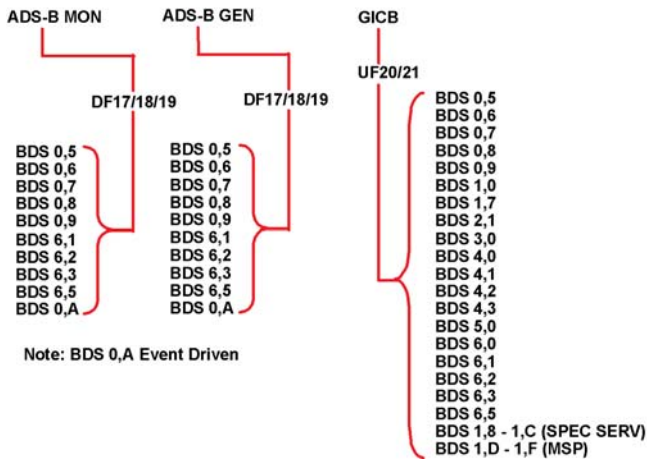 ADS-B MON
DF17/18/19
BDS 0,5
BDS 0,6
BDS 0,7
BDS 0,8
BDS 0,9
BDS 6,1
BDS 6,2
BDS 6,3
BDS 6,5
BDS 0,A
Note: BDS 0,A Event Driven
ADS-B GEN
DF17/18/19
BDS 0,5
BDS 0,6
BDS 0,7
BDS 0,8
BDS 0,9
BDS 6,1
BDS 6,2
BDS 6,3
BDS 6,5
BDS 0,A
GICB
UF20/21
BDS 0,5
BDS 0,6
BDS 0,7
BDS 0,8
BDS 0,9
BDS 1,0
BDS 1,7
BDS 2,1
BDS 3,0
BDS 4,0
BDS 4,1
BDS 4,2
BDS 4,3
BDS 5,0
BDS 6,0
BDS 6,1
BDS 6,2
BDS 6,3
BDS 6,5
BDS 1,8 - 1,C (SPEC SERV)
BDS 1,D - 1,F (MSP)